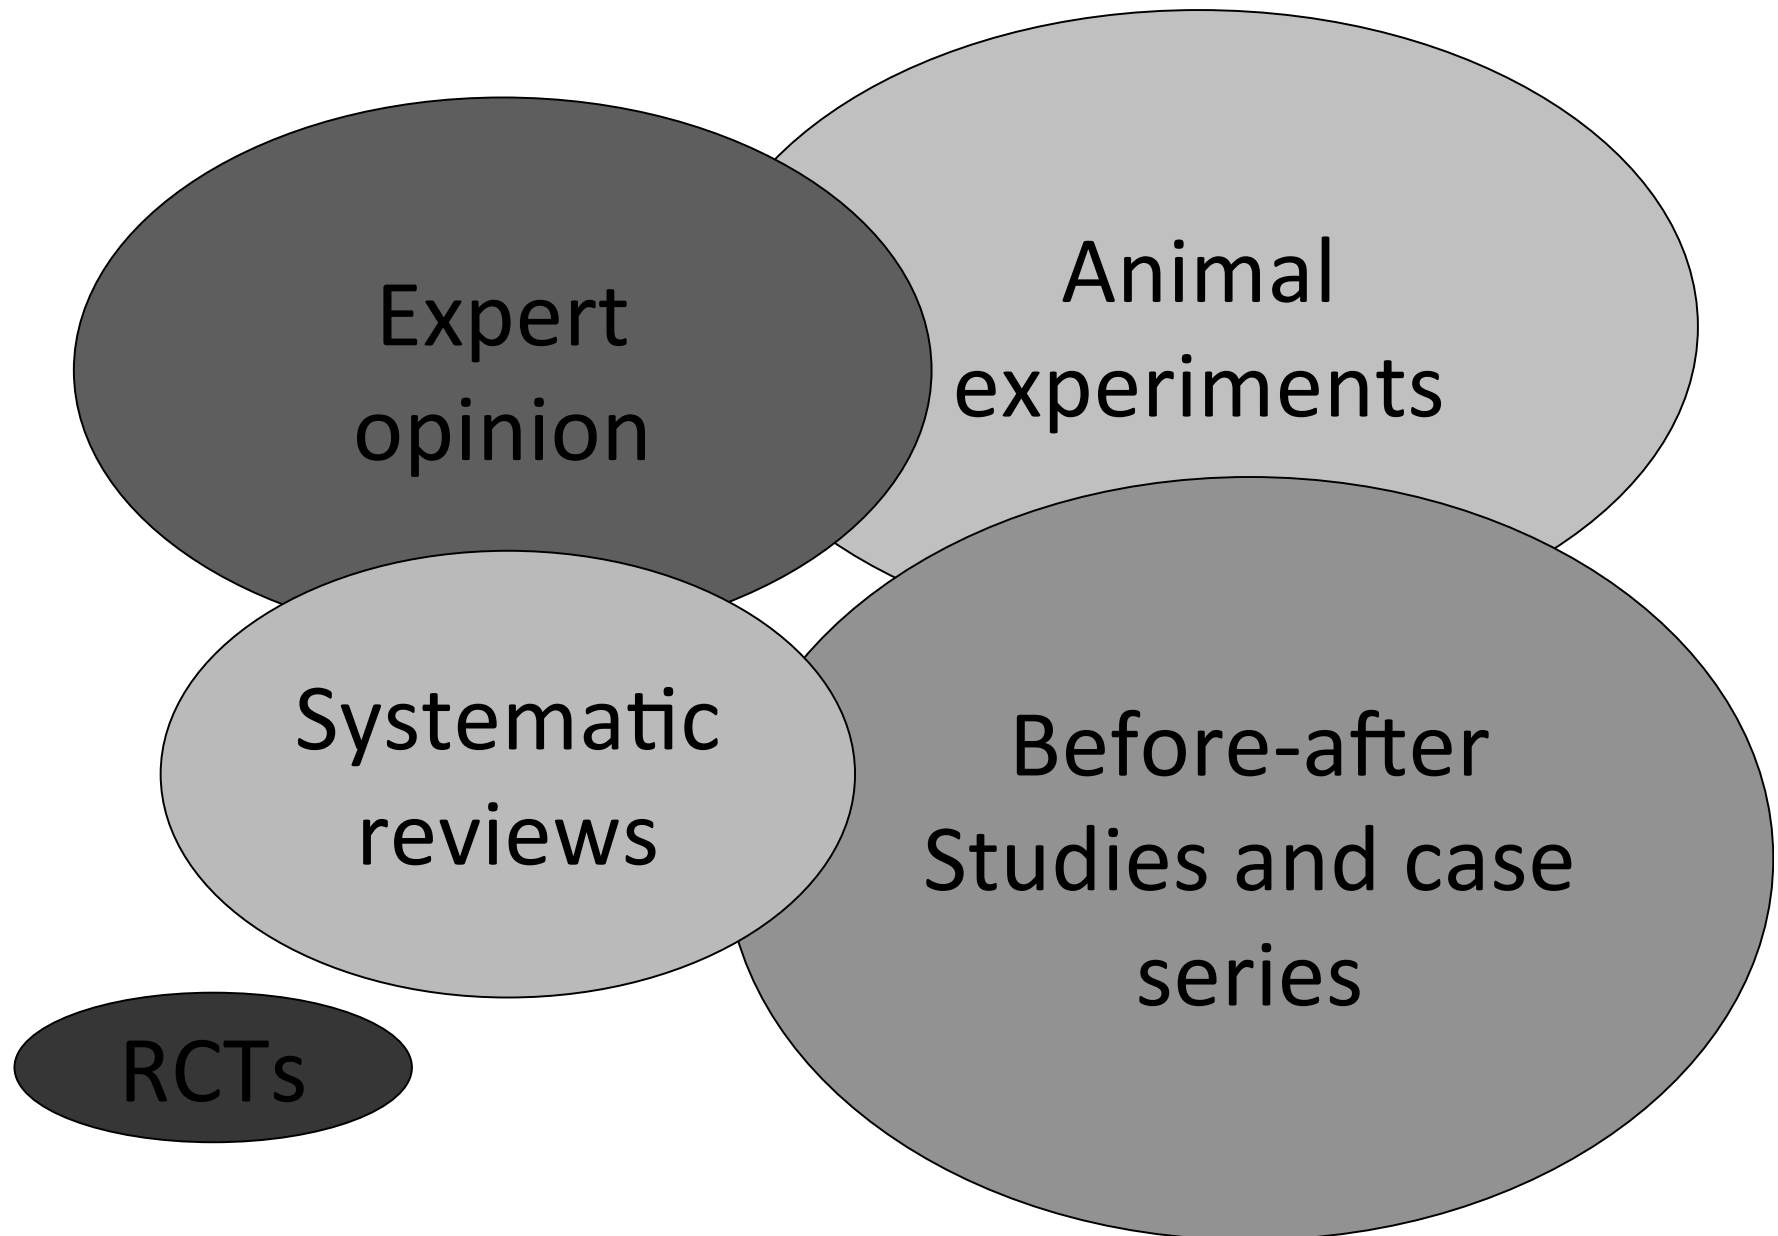 Expert
opinion
Animal
experiments
Systematic
reviews
Before-after
Studies and case
series
RCTs